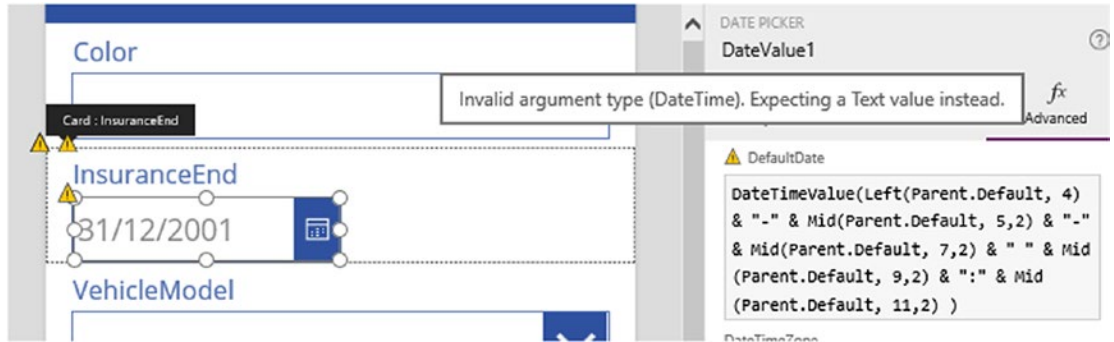 Color
Card : InsuranceEnd
InsuranceEnd
31/12/2001
VehicleModel
DATE PICKER
DateValue1
?
Invalid argument type (DateTime). Expecting a Text value instead.
fx
Advanced
DefaultDate
DateTimeValue(Left(Parent.Default, 4)
& "-" & Mid(Parent.Default, 5,2) & "-"
& Mid(Parent.Default, 7,2) & " " & Mid
(Parent.Default, 9,2) & ":" & Mid
(Parent.Default, 11,2) )
DateTimeZone